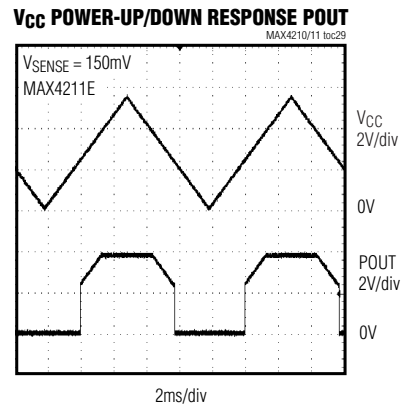 VCC POWER-UP/DOWN RESPONSE POUT
MAX4210/11 toc29
VSENSE = 150mV
MAX4211E
VCC
2V/div
0V
POUT
2V/div
0V
2ms/div